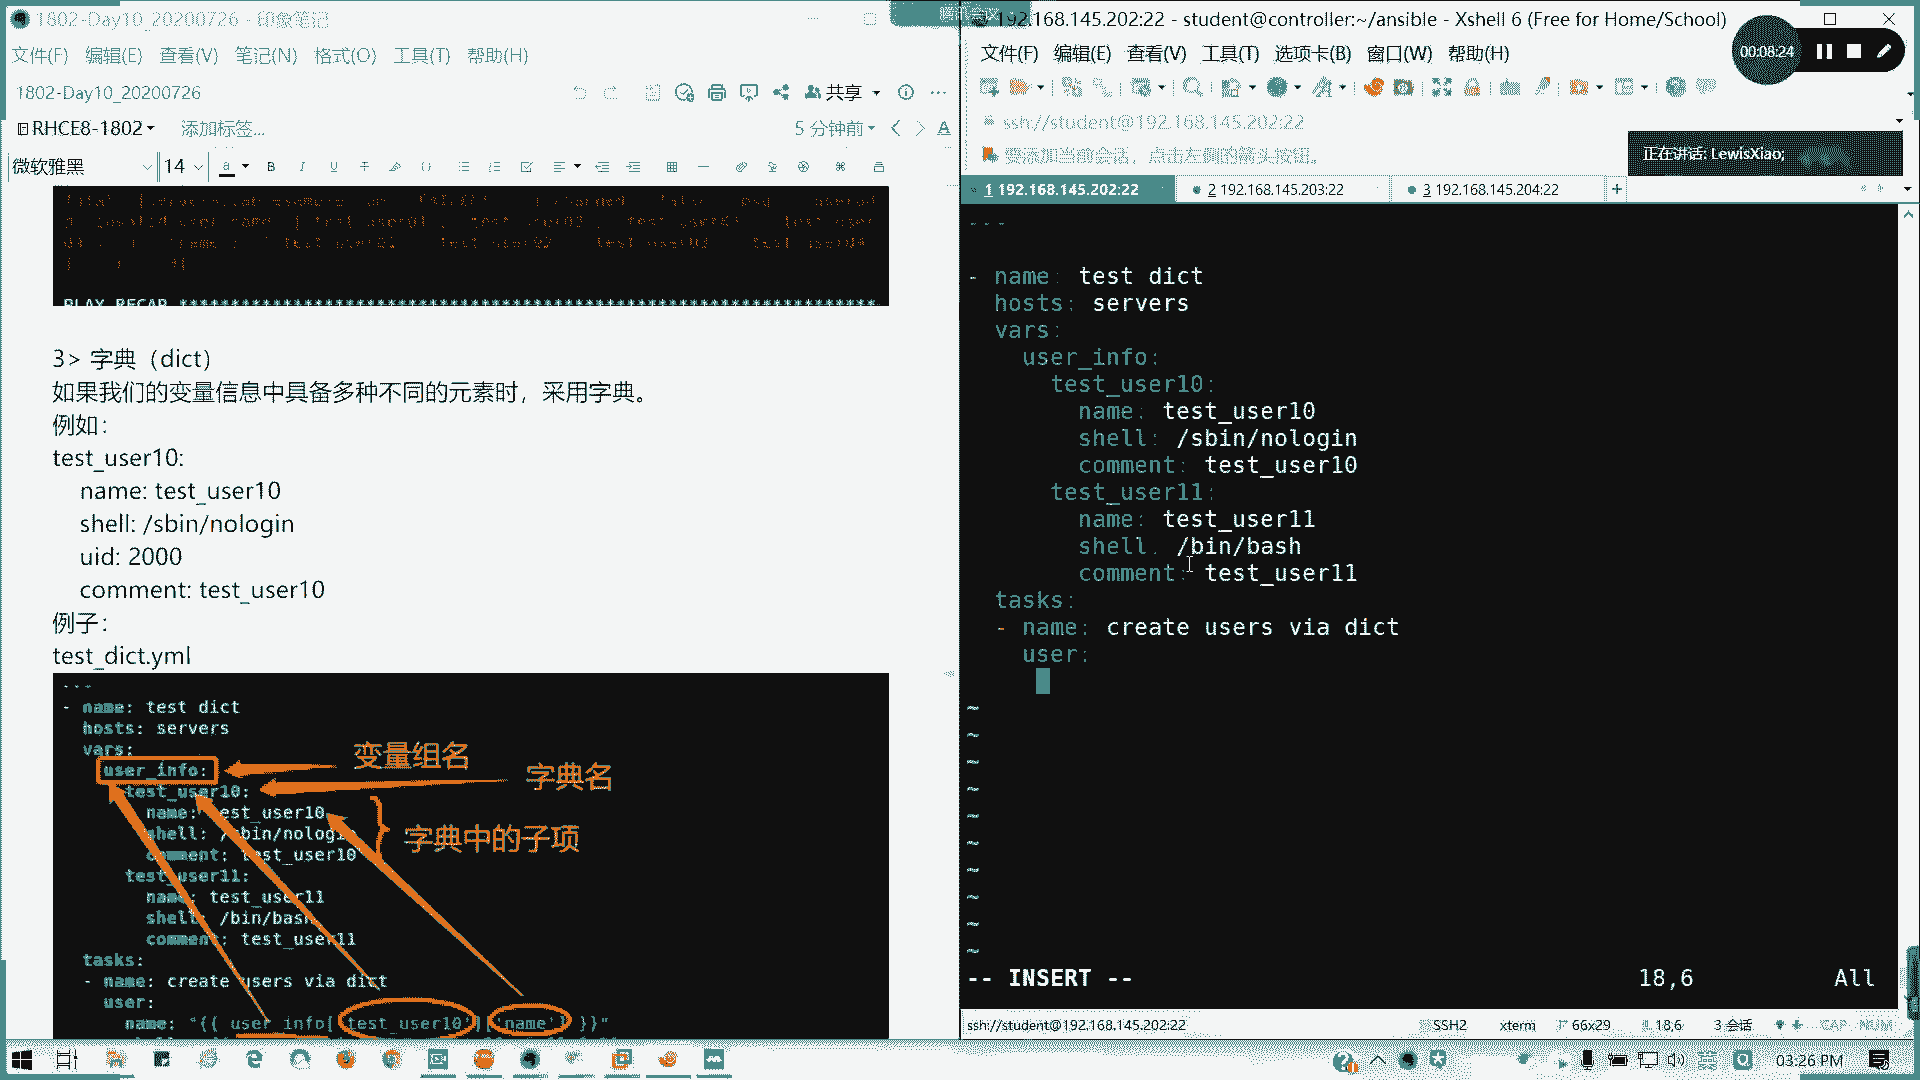 1802-Day10_20200726 - 印象笔记
文件(F) 编辑(E) 查看(V) 笔记(N) 格式(O) 工具(T) 帮助(H)
1802-Day10_20200726
共享
RHCE8-1802
添加标签...
5 分钟前
微软雅黑
14
PLAY RECAP
3> 字典（dict）
如果我们的变量信息中具备多种不同的元素时，采用字典。
例如：
test_user10:
name: test_user10
shell: /sbin/nologin
uid: 2000
comment: test_user10
例子：
test_dict.yml
---
- name: test dict
hosts: servers
vars:
user_info:
变量组名
test_user10:
字典名
name: test_user10
shell: /sbin/nologin
字典中的子项
comment: test_user10
test_user11:
name: test_user11
shell: /bin/bash
comment: test_user11
tasks:
- name: create users via dict
user:
name: "{{ user_info['test_user10']['name'] }}"
192.168.145.202:22 - student@controller:~/ansible - Xshell 6 (Free for Home/School)
00:08:24
文件(F) 编辑(E) 查看(V) 工具(T) 选项卡(B) 窗口(W) 帮助(H)
ssh://student@192.168.145.202:22
要添加当前会话，点击左侧的箭头按钮。
正在讲话: LewisXiao;
1 192.168.145.202:22
2 192.168.145.203:22
3 192.168.145.204:22
---
- name: test dict
hosts: servers
vars:
user_info:
test_user10:
name: test_user10
shell: /sbin/nologin
comment: test_user10
test_user11:
name: test_user11
shell: /bin/bash
comment: test_user11
tasks:
- name: create users via dict
user:
~
~
~
~
~
~
~
~
~
~
-- INSERT --
18,6
All
ssh://student@192.168.145.202:22
SSH2
xterm
66x29
18,6
3 会话
CAP NUM
英
03:26 PM